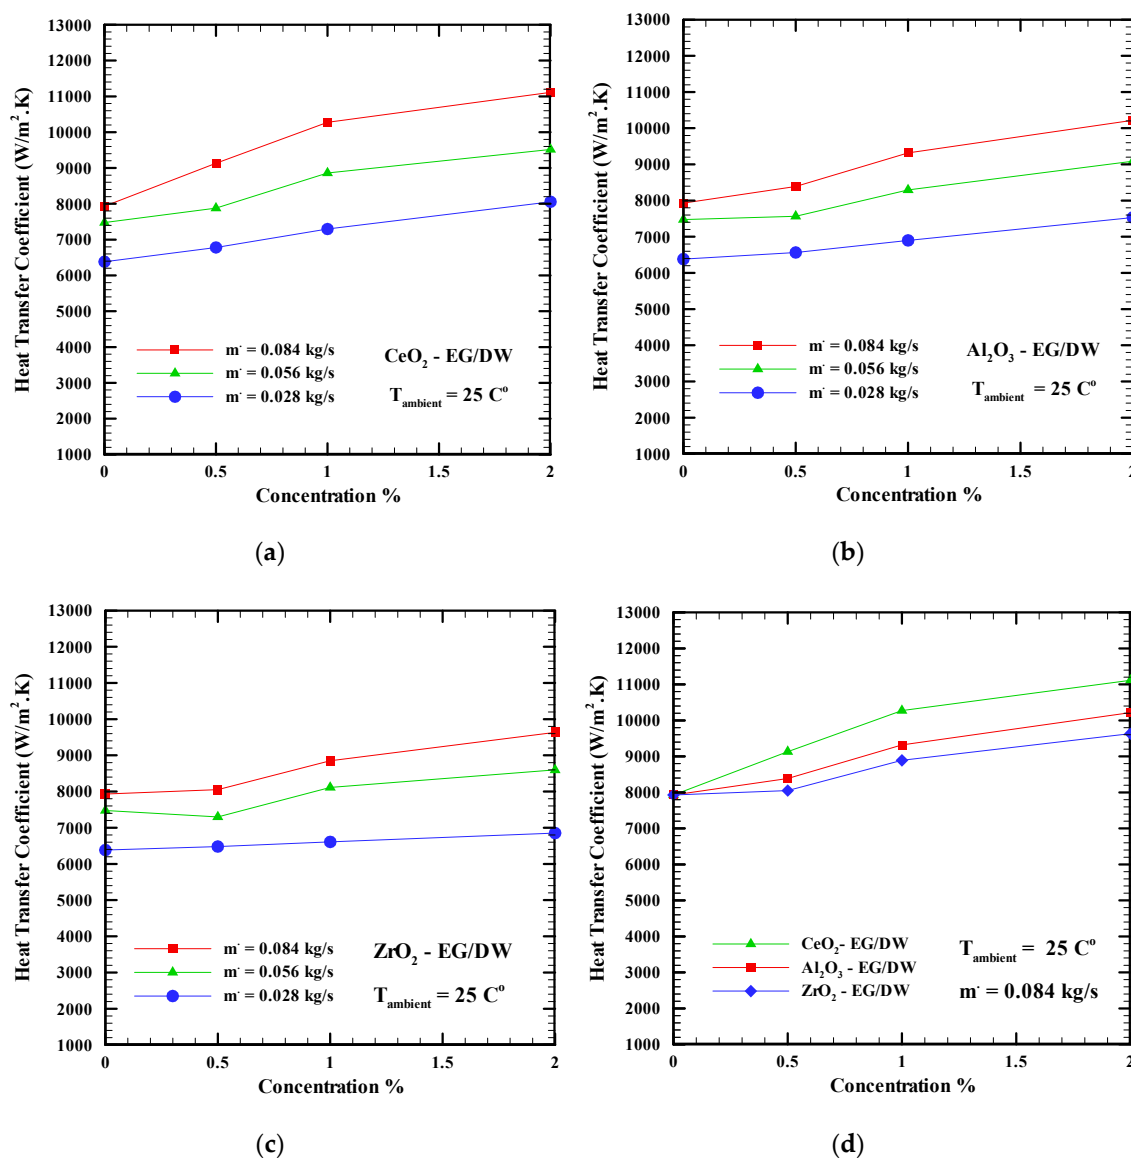 13000
12000
11000
10000
9000
8000
7000
6000
5000
4000
3000
2000
1000
Heat Transfer Coefficient (W/m².K)
m· = 0.084 kg/s
m· = 0.056 kg/s
m· = 0.028 kg/s
CeO₂ - EG/DW
T_ambient = 25 C°
0 0.5 1 1.5 2
Concentration %
(a)
13000
12000
11000
10000
9000
8000
7000
6000
5000
4000
3000
2000
1000
Heat Transfer Coefficient (W/m².K)
m· = 0.084 kg/s
m· = 0.056 kg/s
m· = 0.028 kg/s
Al₂O₃ - EG/DW
T_ambient = 25 C°
0 0.5 1 1.5 2
Concentration %
(b)
13000
12000
11000
10000
9000
8000
7000
6000
5000
4000
3000
2000
1000
Heat Transfer Coefficient (W/m².K)
m· = 0.084 kg/s
m· = 0.056 kg/s
m· = 0.028 kg/s
ZrO₂ - EG/DW
T_ambient = 25 C°
0 0.5 1 1.5 2
Concentration %
(c)
13000
12000
11000
10000
9000
8000
7000
6000
5000
4000
3000
2000
1000
Heat Transfer Coefficient (W/m².K)
CeO₂- EG/DW
Al₂O₃ - EG/DW
ZrO₂ - EG/DW
T_ambient = 25 C°
m· = 0.084 kg/s
0 0.5 1 1.5 2
Concentration %
(d)